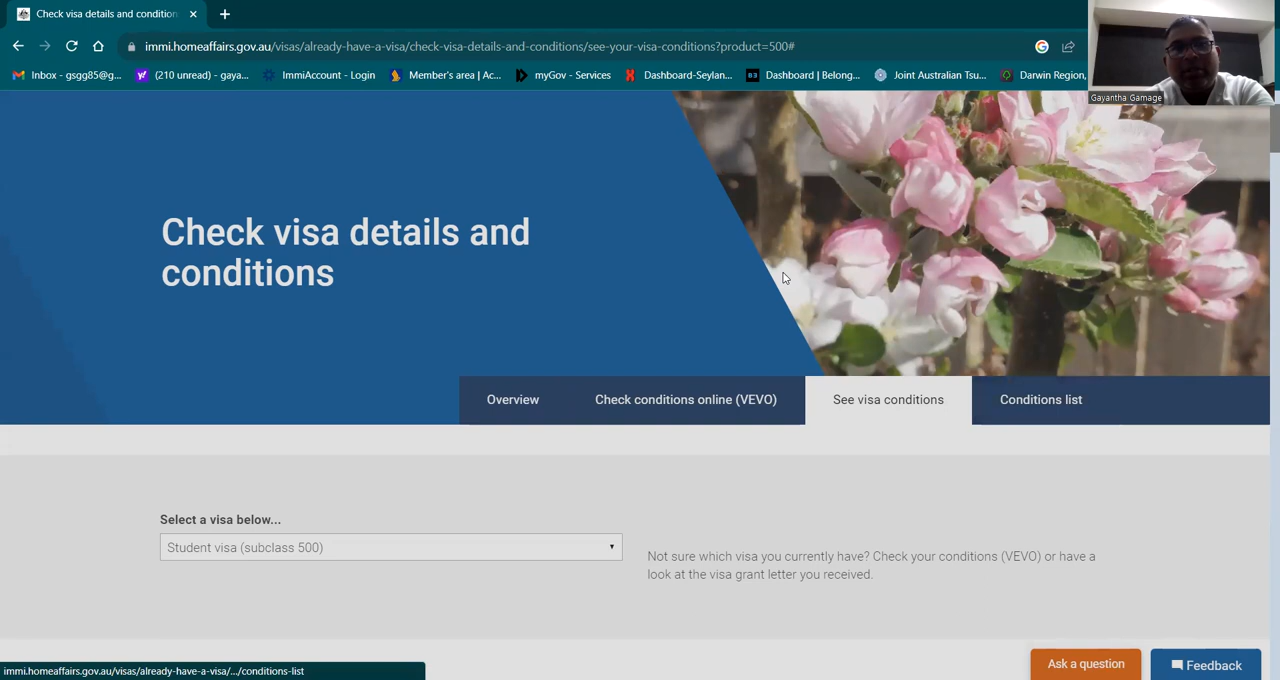 Check visa details and condition
immi.homeaffairs.gov.au/visas/already-have-a-visa/check-visa-details-and-conditions/see-your-visa-conditions?product=500#
Inbox - gsgg85@g...
(210 unread) - gaya...
ImmiAccount - Login
Member's area | Ac...
myGov - Services
Dashboard-Seylan...
Dashboard | Belong...
Joint Australian Tsu...
Darwin Region,
Gayantha Gamage
Check visa details and
conditions
Overview
Check conditions online (VEVO)
See visa conditions
Conditions list
Select a visa below...
Student visa (subclass 500)
Not sure which visa you currently have? Check your conditions (VEVO) or have a
look at the visa grant letter you received.
immi.homeaffairs.gov.au/visas/already-have-a-visa/.../conditions-list
Ask a question
Feedback